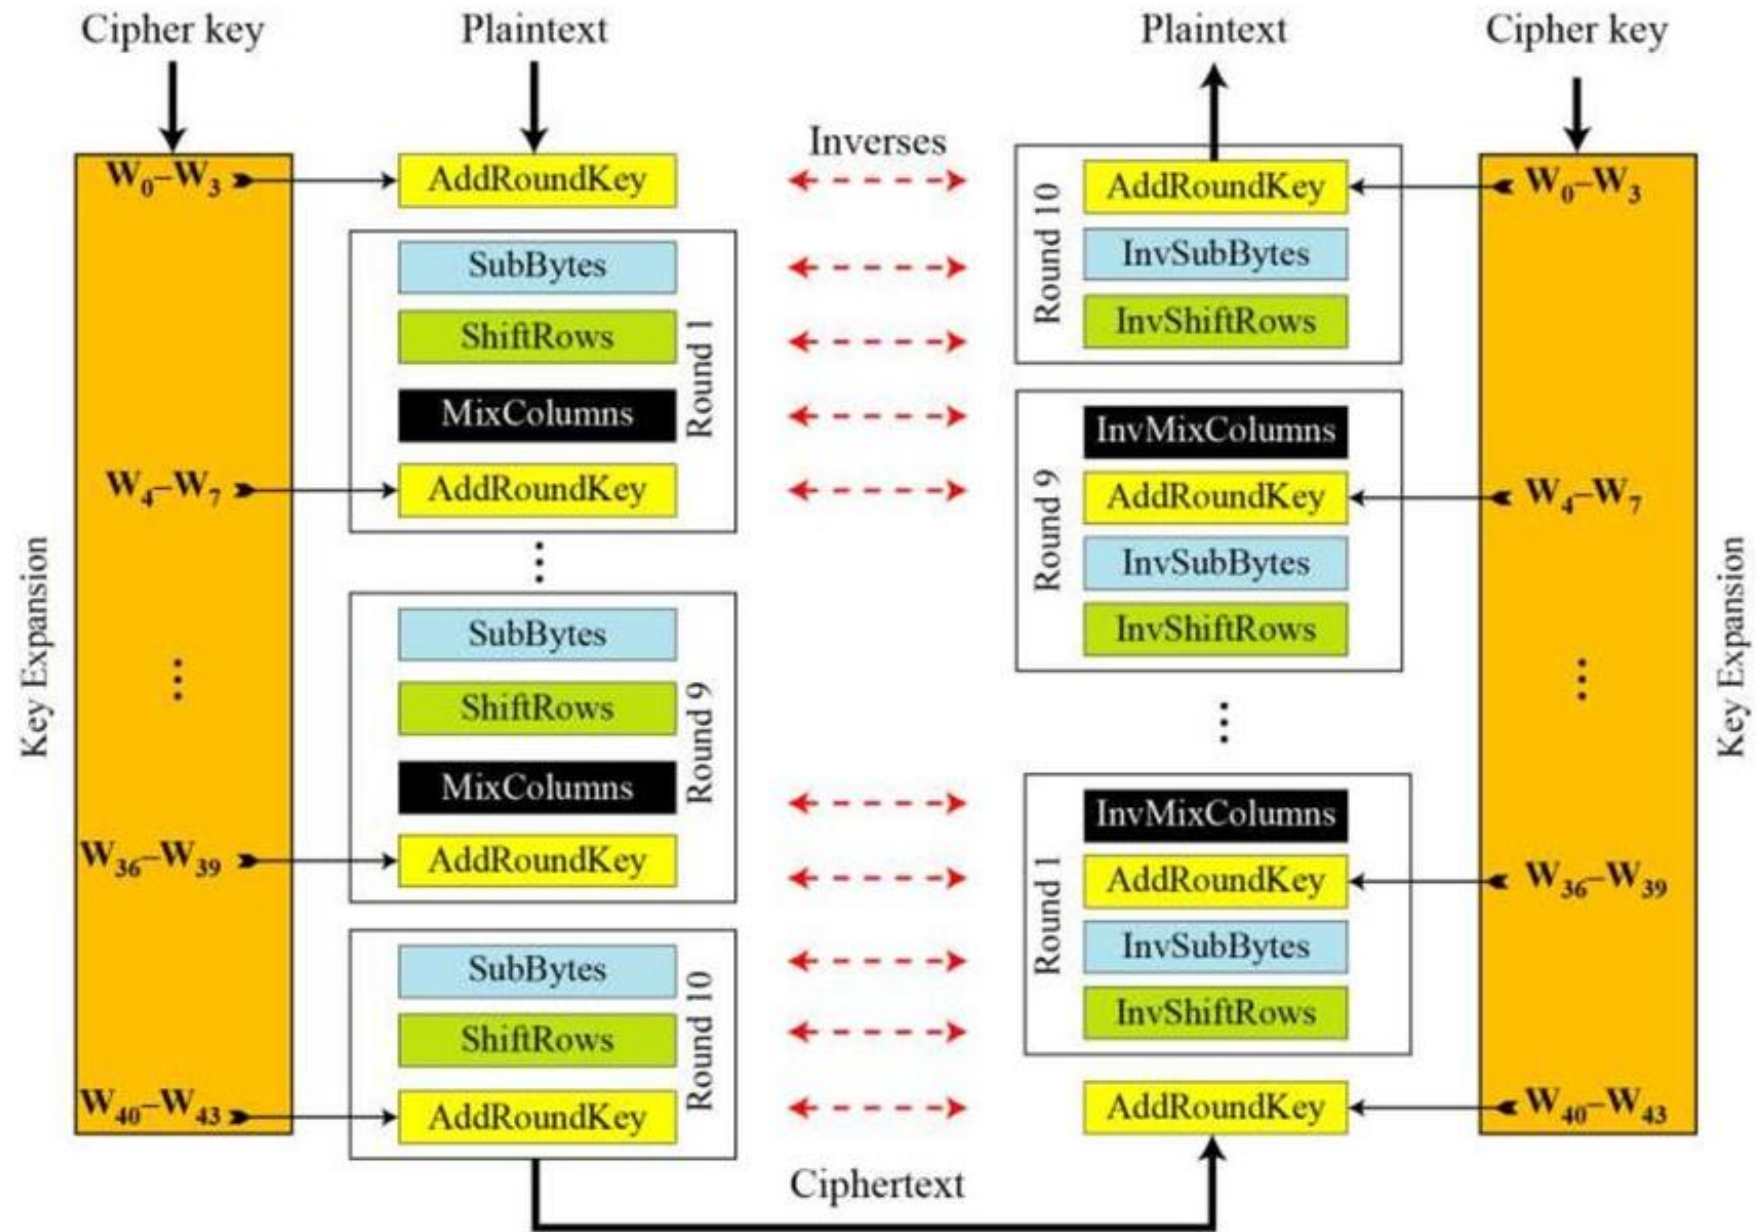 Cipher key
Plaintext
Plaintext
Cipher key
Inverses
Key Expansion
W0–W3
W4–W7
⋮
W36–W39
W40–W43
AddRoundKey
Round 1
SubBytes
ShiftRows
MixColumns
AddRoundKey
⋮
Round 9
SubBytes
ShiftRows
MixColumns
AddRoundKey
Round 10
SubBytes
ShiftRows
AddRoundKey
Ciphertext
Round 10
AddRoundKey
InvSubBytes
InvShiftRows
Round 9
InvMixColumns
AddRoundKey
InvSubBytes
InvShiftRows
⋮
Round 1
InvMixColumns
AddRoundKey
InvSubBytes
InvShiftRows
AddRoundKey
W0–W3
W4–W7
⋮
W36–W39
W40–W43
Key Expansion